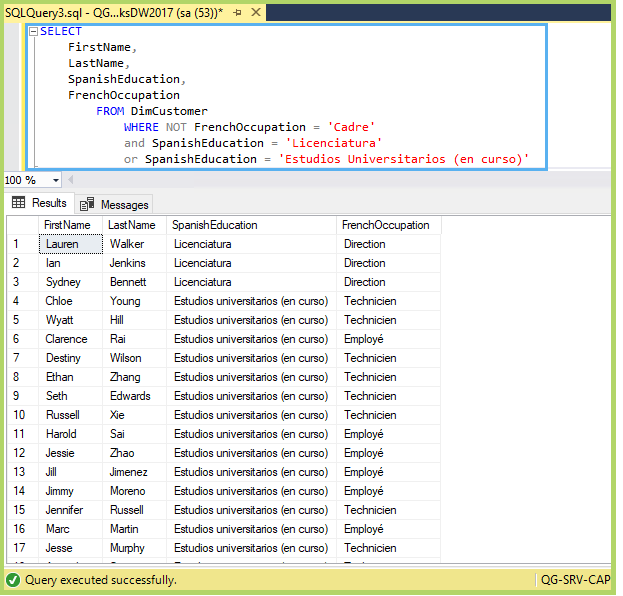 SQLQuery3.sql - QG...ksDW2017 (sa (53))*
SELECT
FirstName,
LastName,
SpanishEducation,
FrenchOccupation
FROM DimCustomer
WHERE NOT FrenchOccupation = 'Cadre'
and SpanishEducation = 'Licenciatura'
or SpanishEducation = 'Estudios Universitarios (en curso)'
100 %
Results Messages
FirstName LastName SpanishEducation FrenchOccupation
1 Lauren Walker Licenciatura Direction
2 Ian Jenkins Licenciatura Direction
3 Sydney Bennett Licenciatura Direction
4 Chloe Young Estudios universitarios (en curso) Technicien
5 Wyatt Hill Estudios universitarios (en curso) Technicien
6 Clarence Rai Estudios universitarios (en curso) Employé
7 Destiny Wilson Estudios universitarios (en curso) Technicien
8 Ethan Zhang Estudios universitarios (en curso) Technicien
9 Seth Edwards Estudios universitarios (en curso) Technicien
10 Russell Xie Estudios universitarios (en curso) Technicien
11 Harold Sai Estudios universitarios (en curso) Employé
12 Jessie Zhao Estudios universitarios (en curso) Employé
13 Jill Jimenez Estudios universitarios (en curso) Employé
14 Jimmy Moreno Estudios universitarios (en curso) Employé
15 Jennifer Russell Estudios universitarios (en curso) Technicien
16 Marc Martin Estudios universitarios (en curso) Employé
17 Jesse Murphy Estudios universitarios (en curso) Technicien
Query executed successfully. QG-SRV-CAP